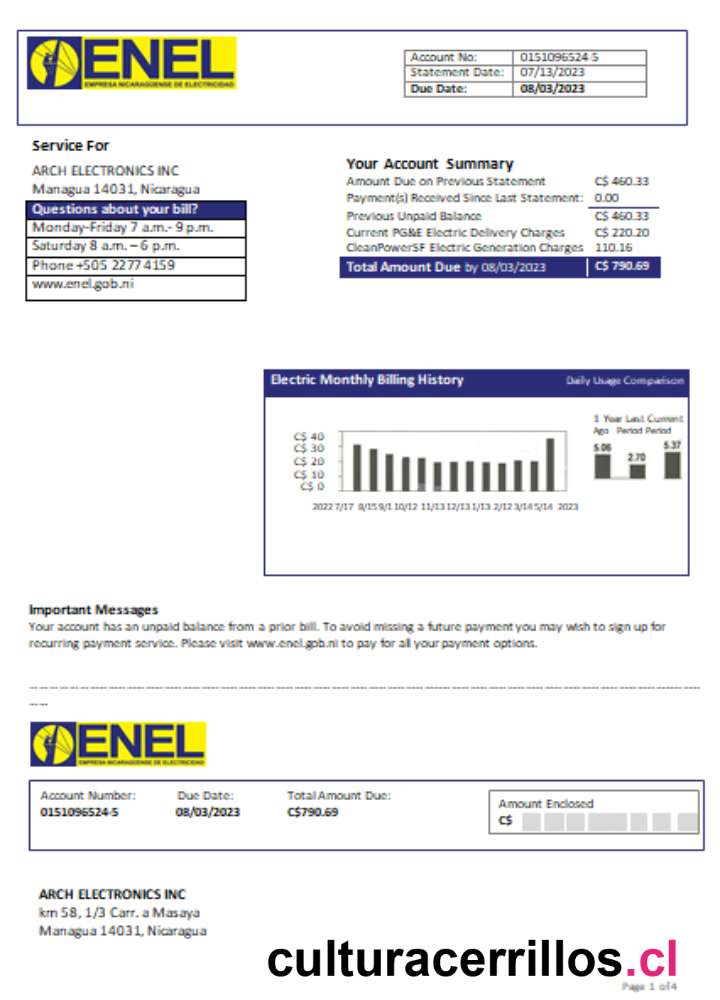 ENEL
EMPRESA NICARAGÜENSE DE ELECTRICIDAD
Account No: 0151096524-5
Statement Date: 07/13/2023
Due Date: 08/03/2023
Service For
ARCH ELECTRONICS INC
Managua 14031, Nicaragua
Questions about your bill?
Monday-Friday 7 a.m.- 9 p.m.
Saturday 8 a.m. – 6 p.m.
Phone +505 2277 4159
www.enel.gob.ni
Your Account Summary
Amount Due on Previous Statement C$ 460.33
Payment(s) Received Since Last Statement: 0.00
Previous Unpaid Balance C$ 460.33
Current PG&E Electric Delivery Charges C$ 220.20
CleanPowerSF Electric Generation Charges 110.16
Total Amount Due by 08/03/2023 C$ 790.69
Electric Monthly Billing History Daily Usage Comparison
C$ 40
C$ 30
C$ 20
C$ 10
C$ 0
2022 7/17 8/15 9/1 10/12 11/13 12/13 1/13 2/12 3/14 5/14 2023
1 Year Last Current
Ago Period Period
5.06 2.70 5.37
Important Messages
Your account has an unpaid balance from a prior bill. To avoid missing a future payment you may wish to sign up for
recurring payment service. Please visit www.enel.gob.ni to pay for all your payment options.
ENEL
EMPRESA NICARAGUENSE DE ELECTRICIDAD
Account Number: Due Date: Total Amount Due:
0151096524-5 08/03/2023 C$790.69
Amount Enclosed
C$
ARCH ELECTRONICS INC
km 58, 1/3 Carr. a Masaya
Managua 14031, Nicaragua
culturacerrillos.cl
Page 1 of 4